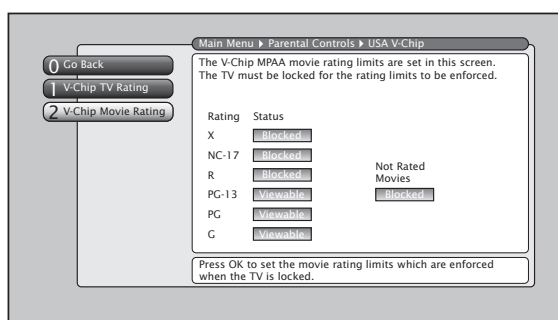 Main Menu ▶ Parental Controls ▶ USA V-Chip
0 Go Back
1 V-Chip TV Rating
2 V-Chip Movie Rating
The V-Chip MPAA movie rating limits are set in this screen.
The TV must be locked for the rating limits to be enforced.
Rating Status
X Blocked
NC-17 Blocked
R Blocked
PG-13 Viewable
PG Viewable
G Viewable
Not Rated
Movies
Blocked
Press OK to set the movie rating limits which are enforced
when the TV is locked.